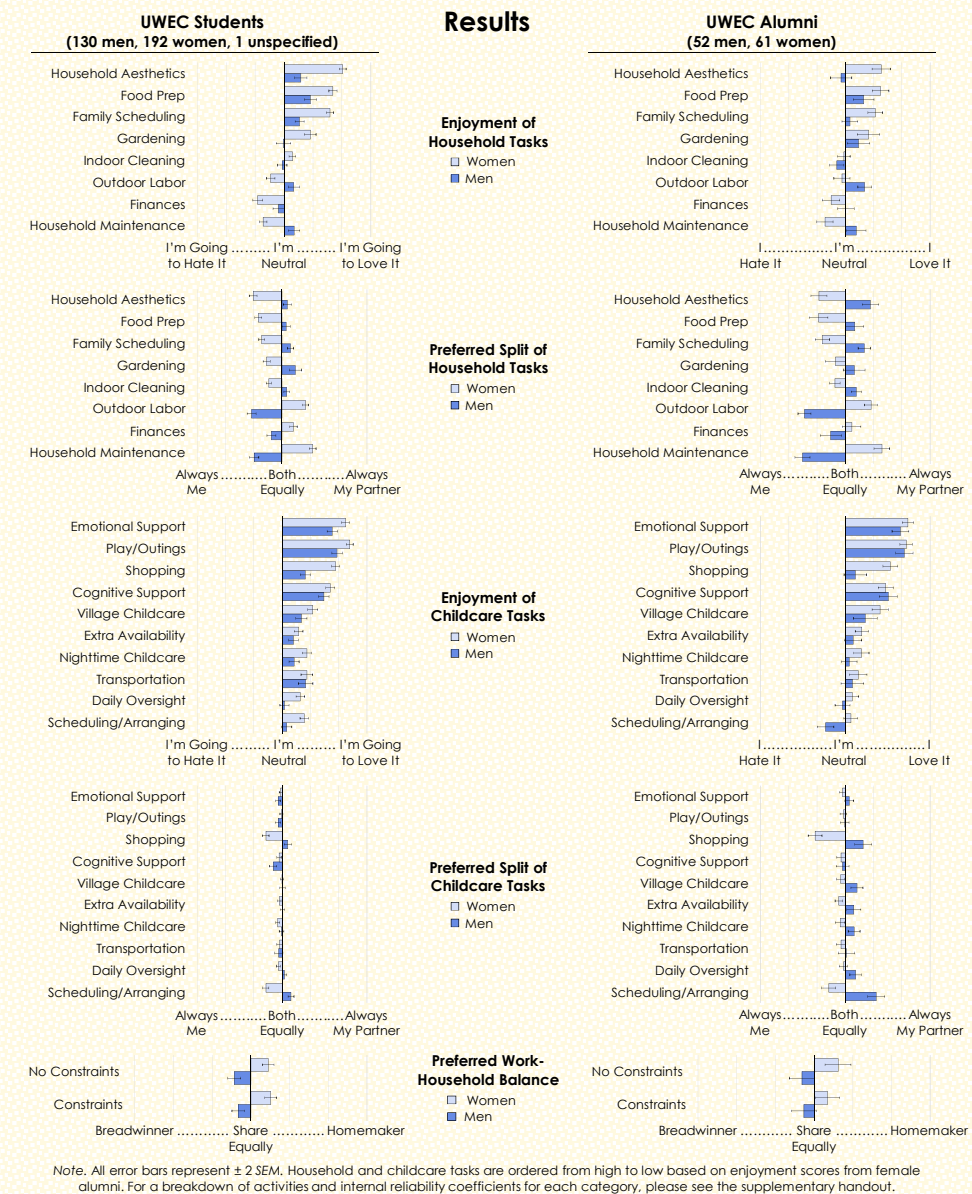 Results
UWEC Students
(130 men, 192 women, 1 unspecified)
UWEC Alumni
(52 men, 61 women)
Household Aesthetics
Food Prep
Family Scheduling
Gardening
Indoor Cleaning
Outdoor Labor
Finances
Household Maintenance
I'm Going ........ I'm ........ I'm Going
to Hate It Neutral to Love It
Enjoyment of
Household Tasks
Women
Men
Household Aesthetics
Food Prep
Family Scheduling
Gardening
Indoor Cleaning
Outdoor Labor
Finances
Household Maintenance
I................I'm................I
Hate It Neutral Love It
Household Aesthetics
Food Prep
Family Scheduling
Gardening
Indoor Cleaning
Outdoor Labor
Finances
Household Maintenance
Always ........... Both ........... Always
Me Equally My Partner
Preferred Split of
Household Tasks
Women
Men
Household Aesthetics
Food Prep
Family Scheduling
Gardening
Indoor Cleaning
Outdoor Labor
Finances
Household Maintenance
Always ........... Both ........... Always
Me Equally My Partner
Emotional Support
Play/Outings
Shopping
Cognitive Support
Village Childcare
Extra Availability
Nighttime Childcare
Transportation
Daily Oversight
Scheduling/Arranging
I'm Going ........ I'm ........ I'm Going
to Hate It Neutral to Love It
Enjoyment of
Childcare Tasks
Women
Men
Emotional Support
Play/Outings
Shopping
Cognitive Support
Village Childcare
Extra Availability
Nighttime Childcare
Transportation
Daily Oversight
Scheduling/Arranging
I................I'm................I
Hate It Neutral Love It
Emotional Support
Play/Outings
Shopping
Cognitive Support
Village Childcare
Extra Availability
Nighttime Childcare
Transportation
Daily Oversight
Scheduling/Arranging
Always ........... Both ........... Always
Me Equally My Partner
Preferred Split of
Childcare Tasks
Women
Men
Emotional Support
Play/Outings
Shopping
Cognitive Support
Village Childcare
Extra Availability
Nighttime Childcare
Transportation
Daily Oversight
Scheduling/Arranging
Always ........... Both ........... Always
Me Equally My Partner
No Constraints
Constraints
Breadwinner ............ Share ............ Homemaker
Equally
Preferred Work-
Household Balance
Women
Men
No Constraints
Constraints
Breadwinner ............ Share ............ Homemaker
Equally
Note. All error bars represent ± 2 SEM. Household and childcare tasks are ordered from high to low based on enjoyment scores from female
alumni. For a breakdown of activities and internal reliability coefficients for each category, please see the supplementary handout.